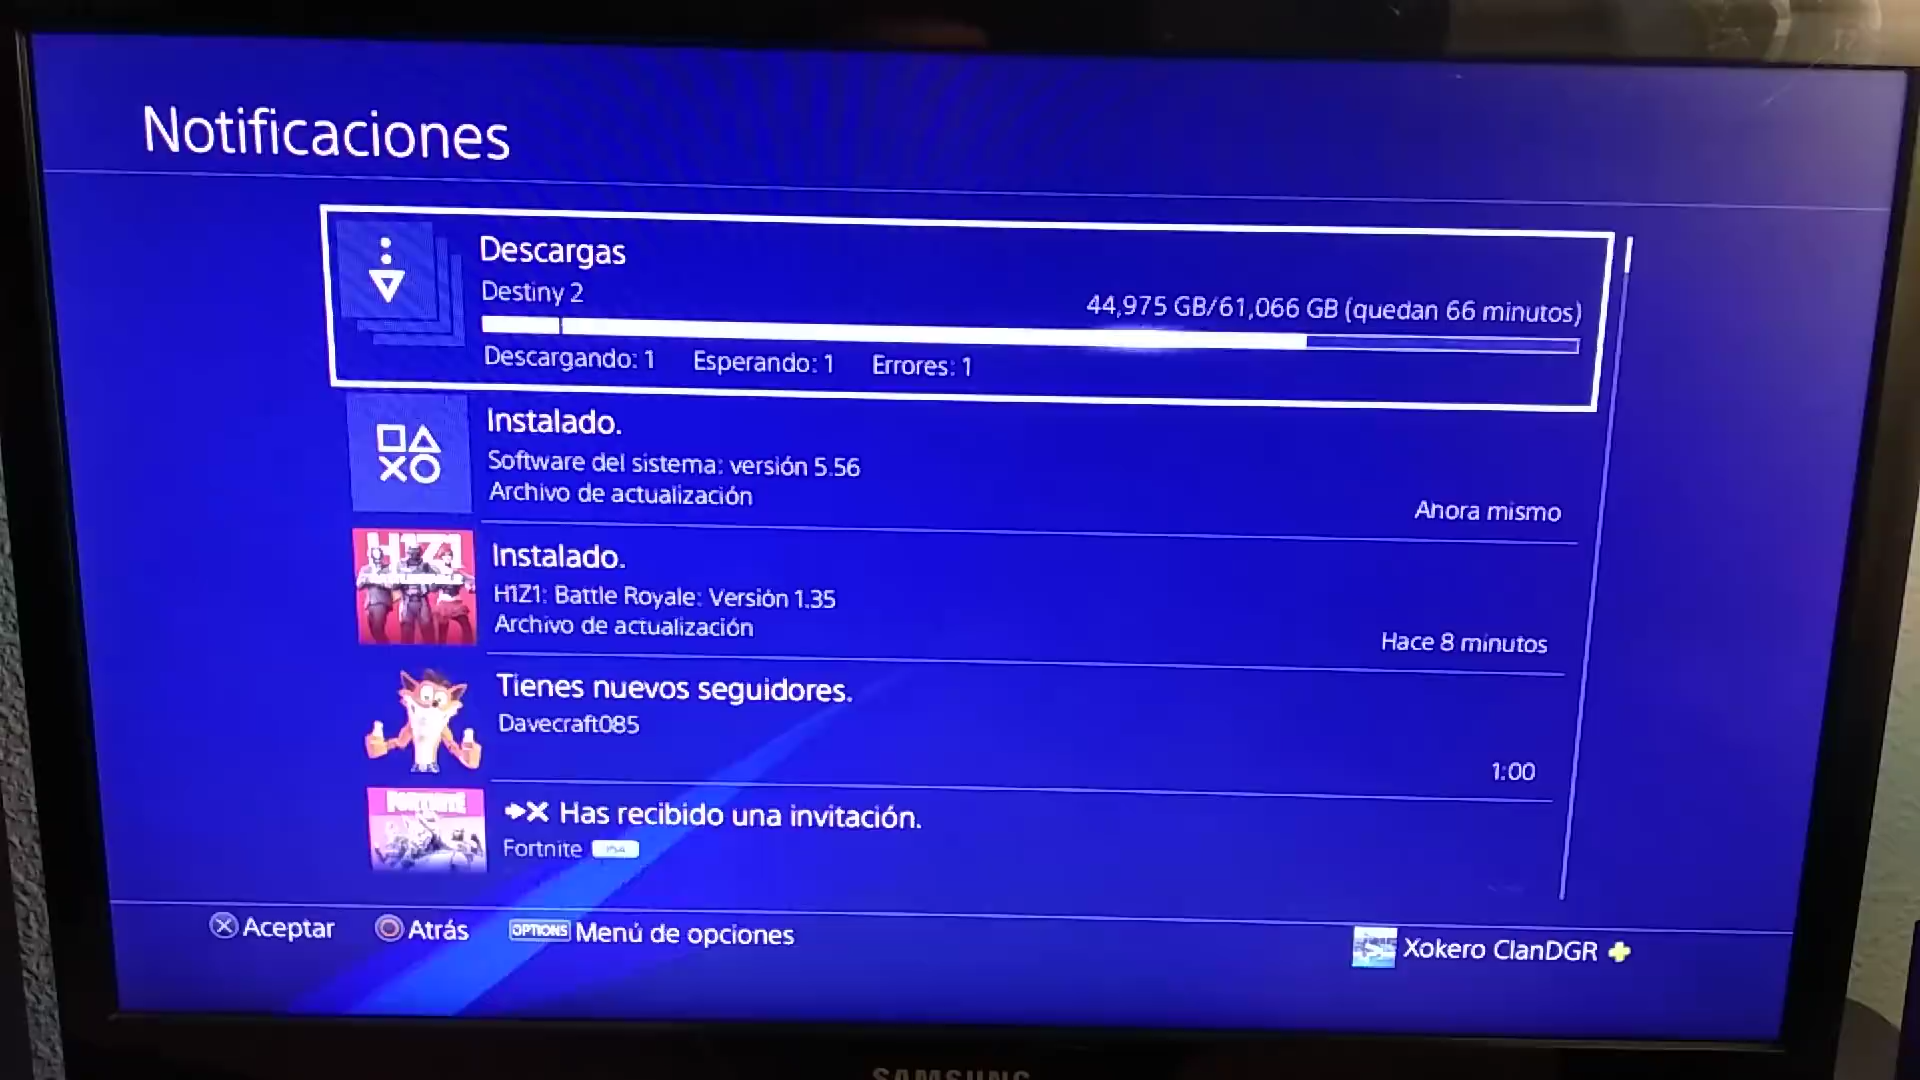 Notificaciones
Descargas
Destiny 2
44,975 GB/61,066 GB (quedan 66 minutos)
Descargando: 1 Esperando: 1 Errores: 1
Instalado.
Software del sistema: versión 5.56
Archivo de actualización
Ahora mismo
H1Z1
Instalado.
H1Z1: Battle Royale: Versión 1.35
Archivo de actualización
Hace 8 minutos
Tienes nuevos seguidores.
Davecraft085
1:00
FORTNITE
Has recibido una invitación.
Fortnite PS4
Aceptar
Atrás
OPTIONS Menú de opciones
Xokero ClanDGR
SAMSUNG